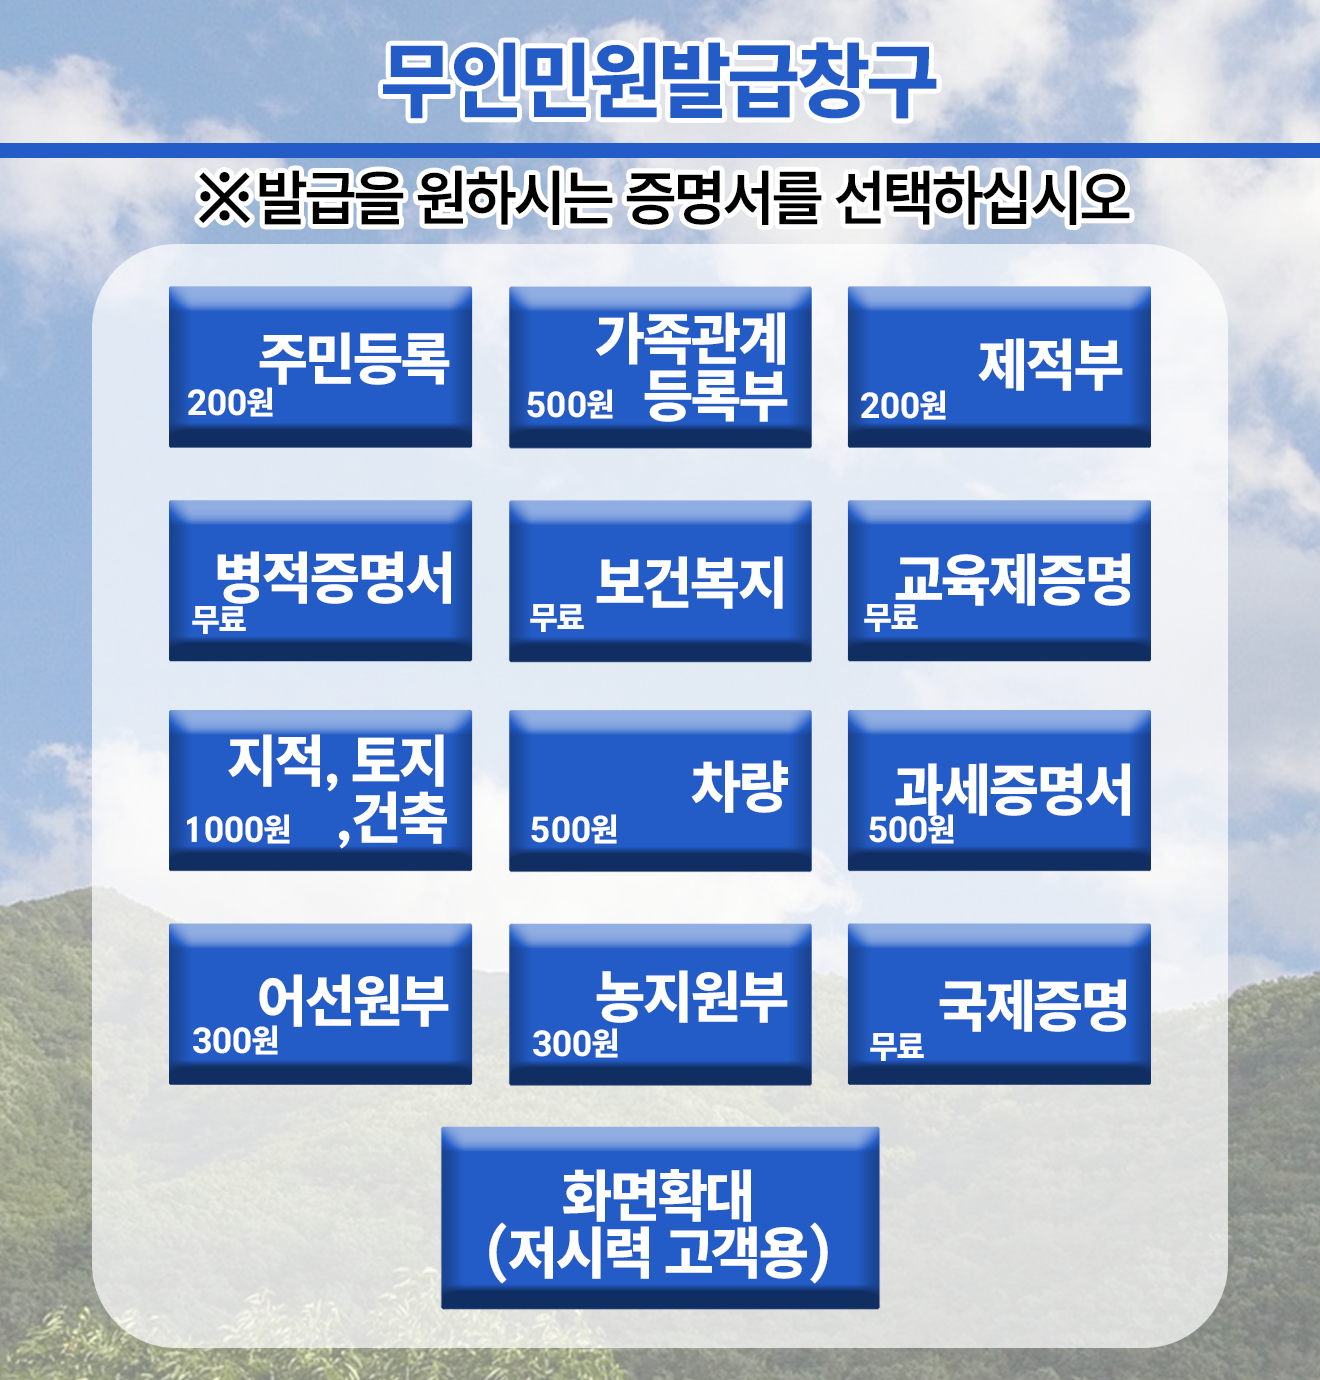 무인민원발급창구
※발급을 원하시는 증명서를 선택하십시오
주민등록
200원
가족관계
등록부
500원
제적부
200원
병적증명서
무료
보건복지
무료
교육제증명
무료
지적, 토지
,건축
1000원
차량
500원
과세증명서
500원
어선원부
300원
농지원부
300원
국제증명
무료
화면확대
(저시력 고객용)